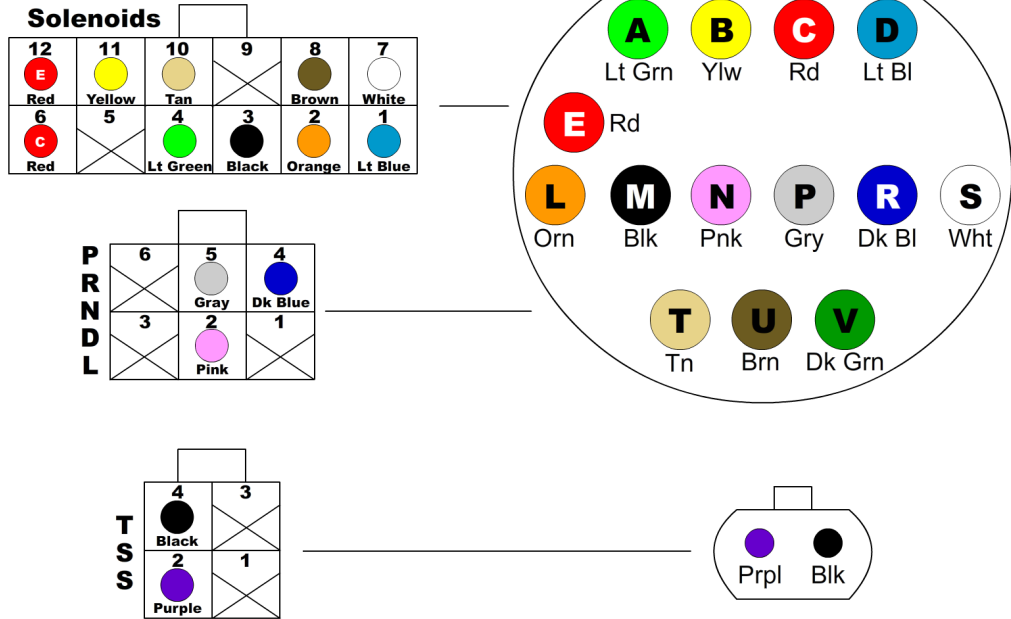 Solenoids
12 11 10 9 8 7
E
Red Yellow Tan Brown White
6 5 4 3 2 1
C
Red Lt Green Black Orange Lt Blue
A B C D
Lt Grn Ylw Rd Lt Bl
E Rd
L M N P R S
Orn Blk Pnk Gry Dk Bl Wht
T U V
Tn Brn Dk Grn
PRNDL
6 5 4
Gray Dk Blue
3 2 1
Pink
TSS
4 3
Black
2 1
Purple
Prpl Blk